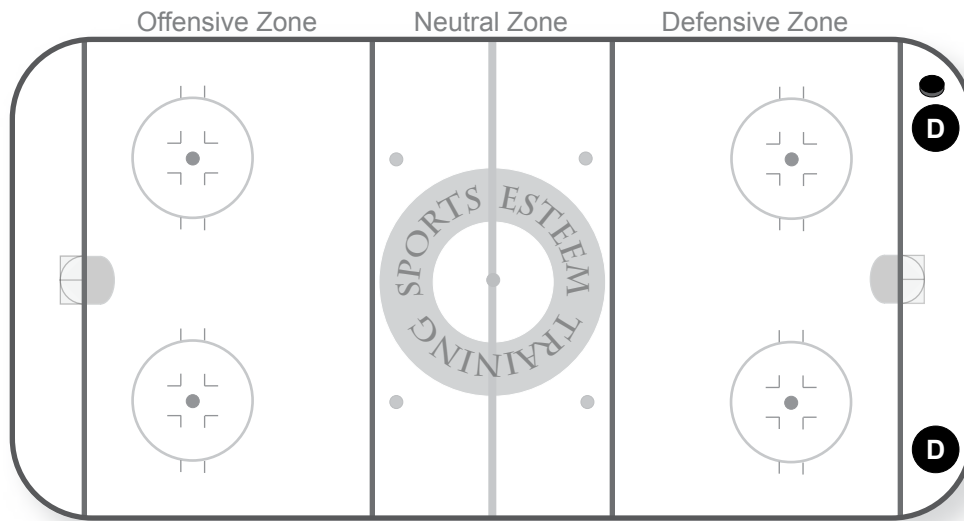 Offensive Zone
Neutral Zone
Defensive Zone
D
SPORTS ESTEEM TRAINING
D